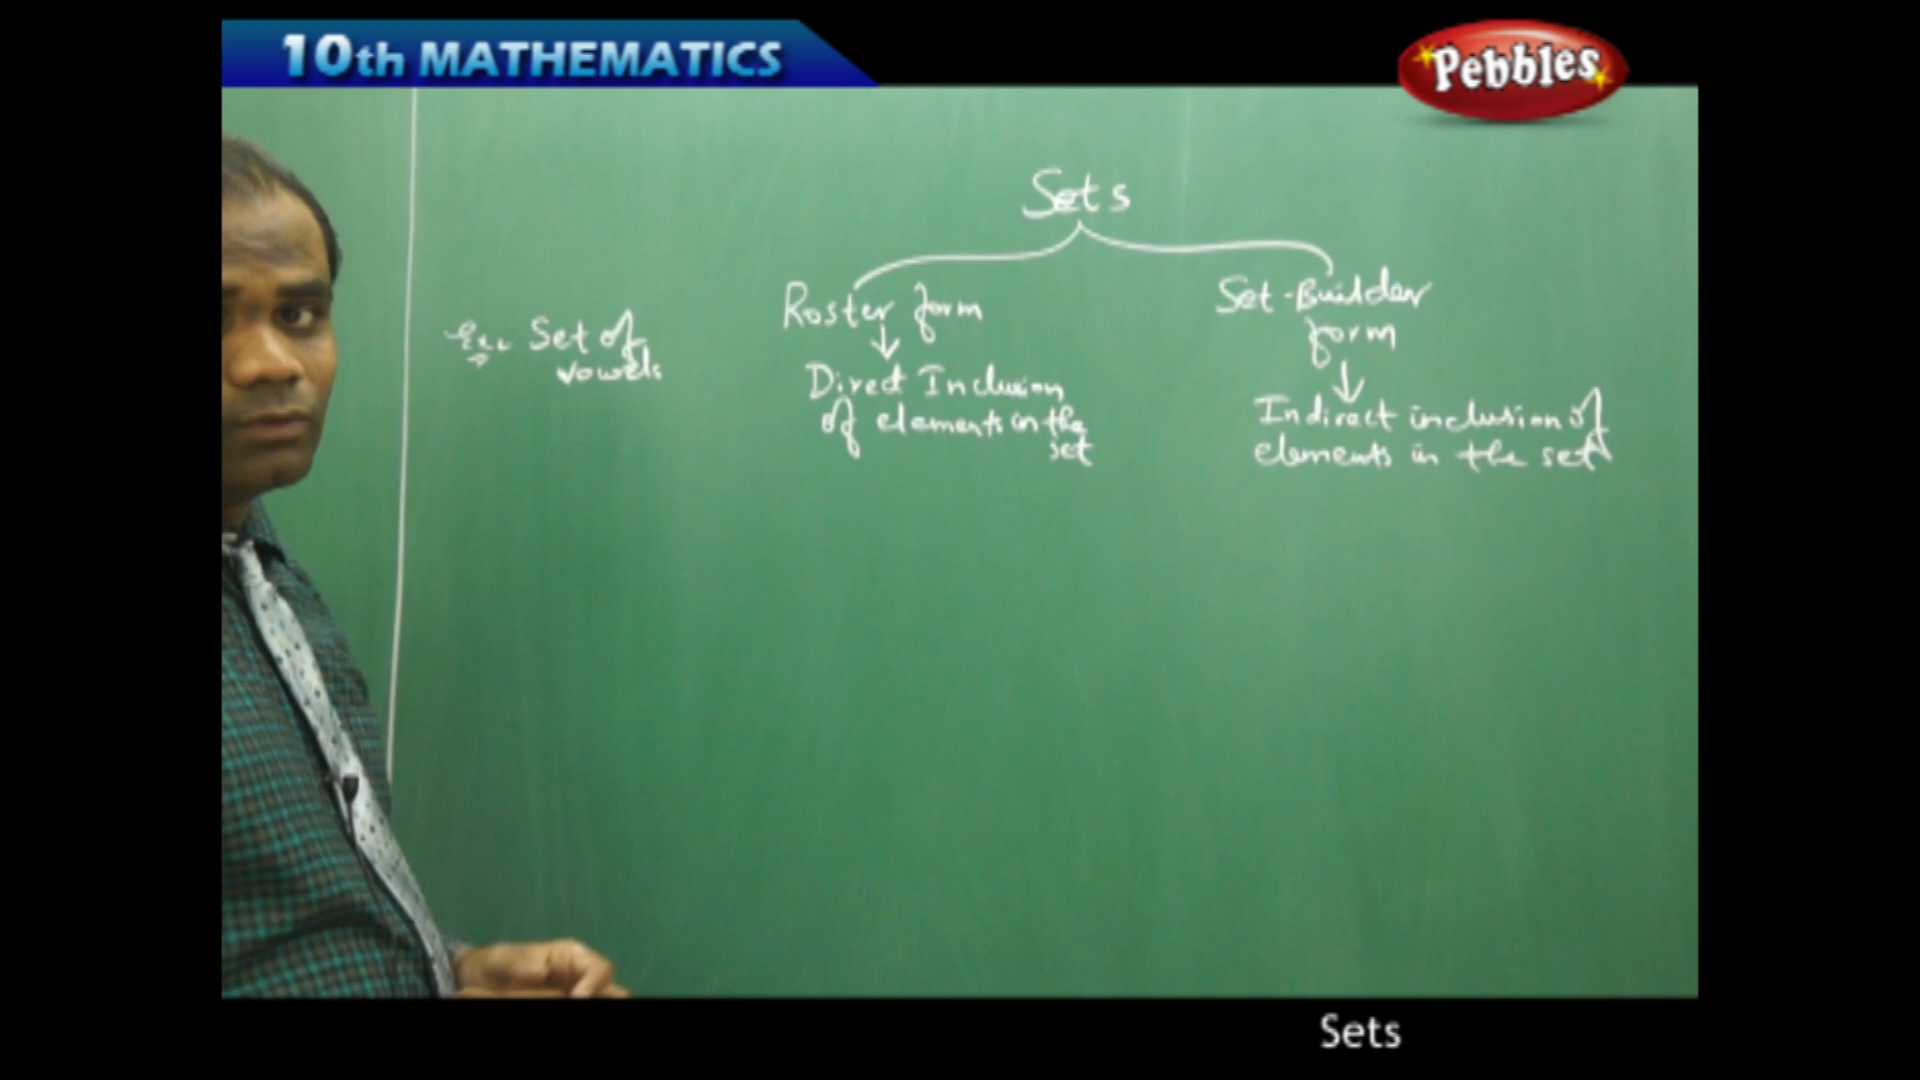 10th MATHEMATICS
Pebbles
Sets
Roster form
Set-Builder
form
Ex:- Set of
vowels
Direct Inclusion
of elements in the
set
Indirect inclusion of
elements in the set
Sets